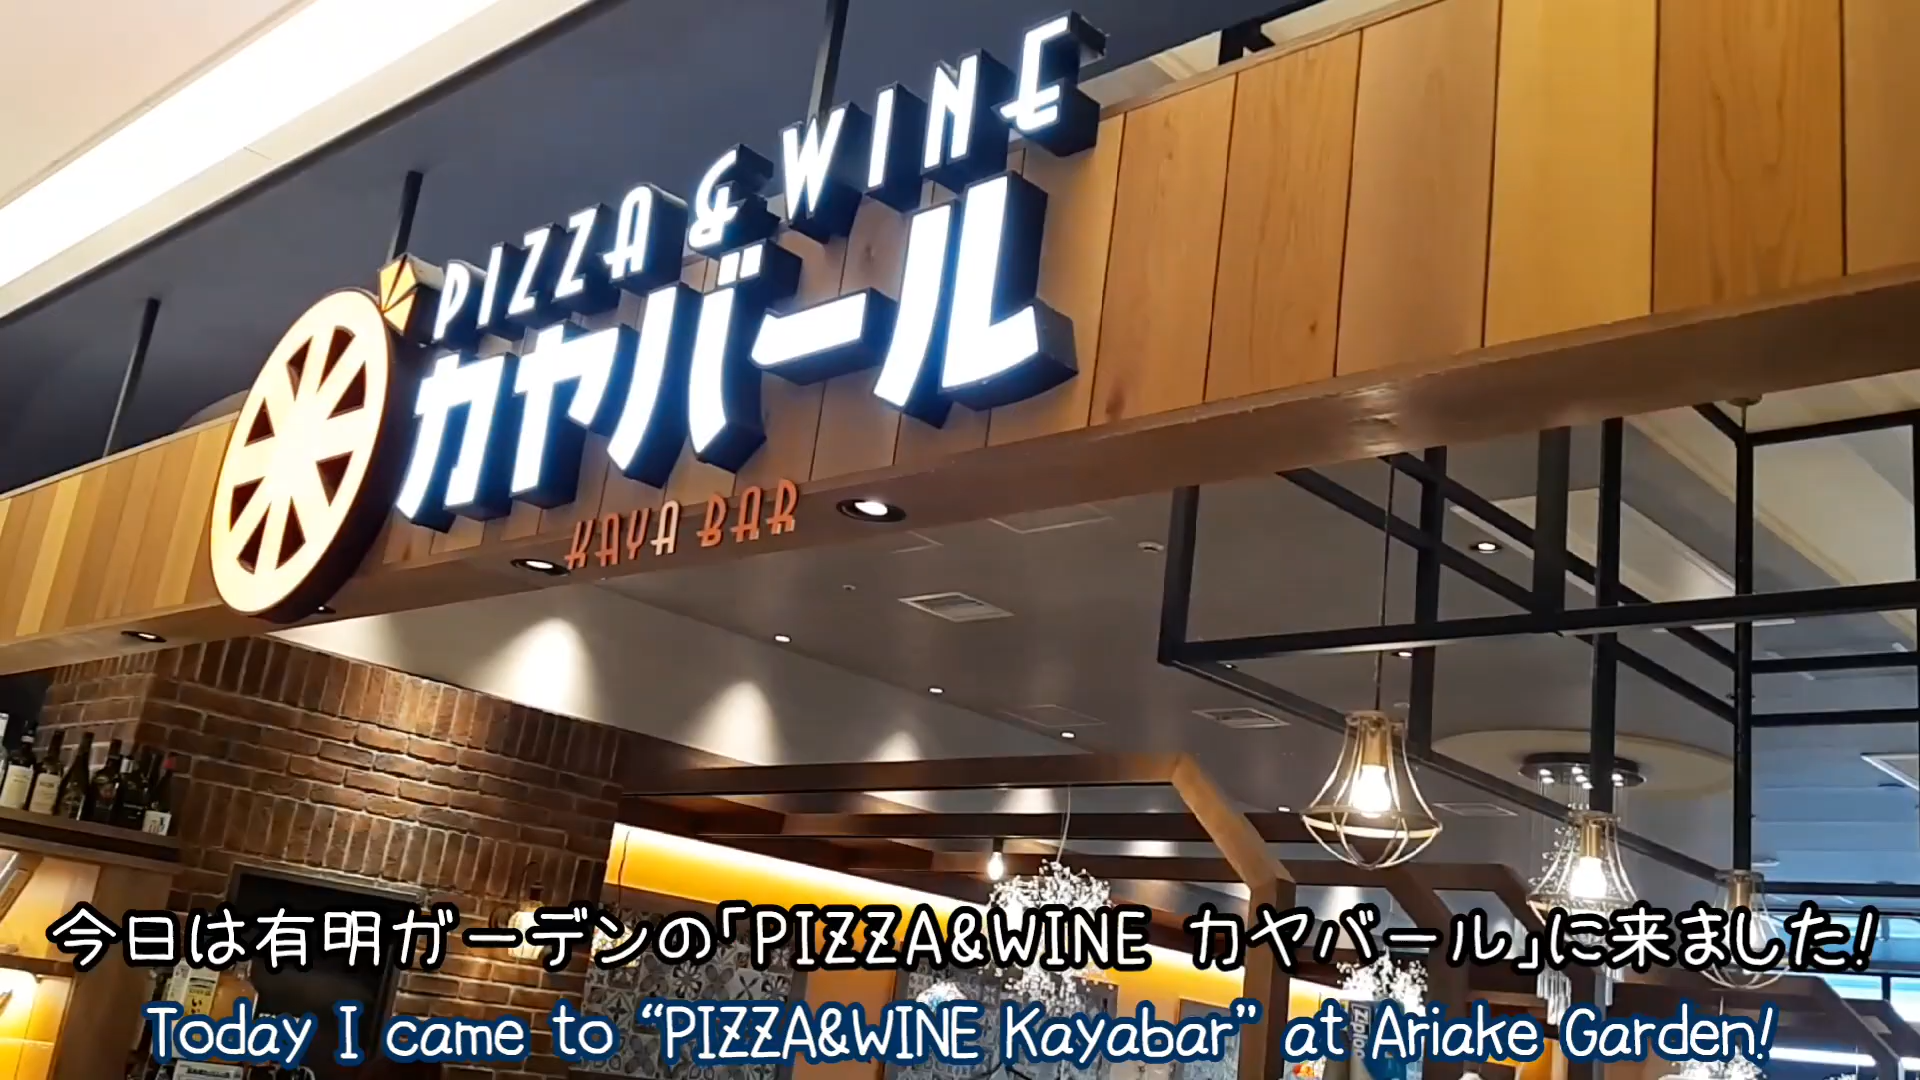 PIZZA & WINE
カヤバール
KAYA BAR
今日は有明ガーデンの「PIZZA&WINE カヤバール」に来ました!
Today I came to “PIZZA&WINE Kayabar” at Ariake Garden!
Ziploc